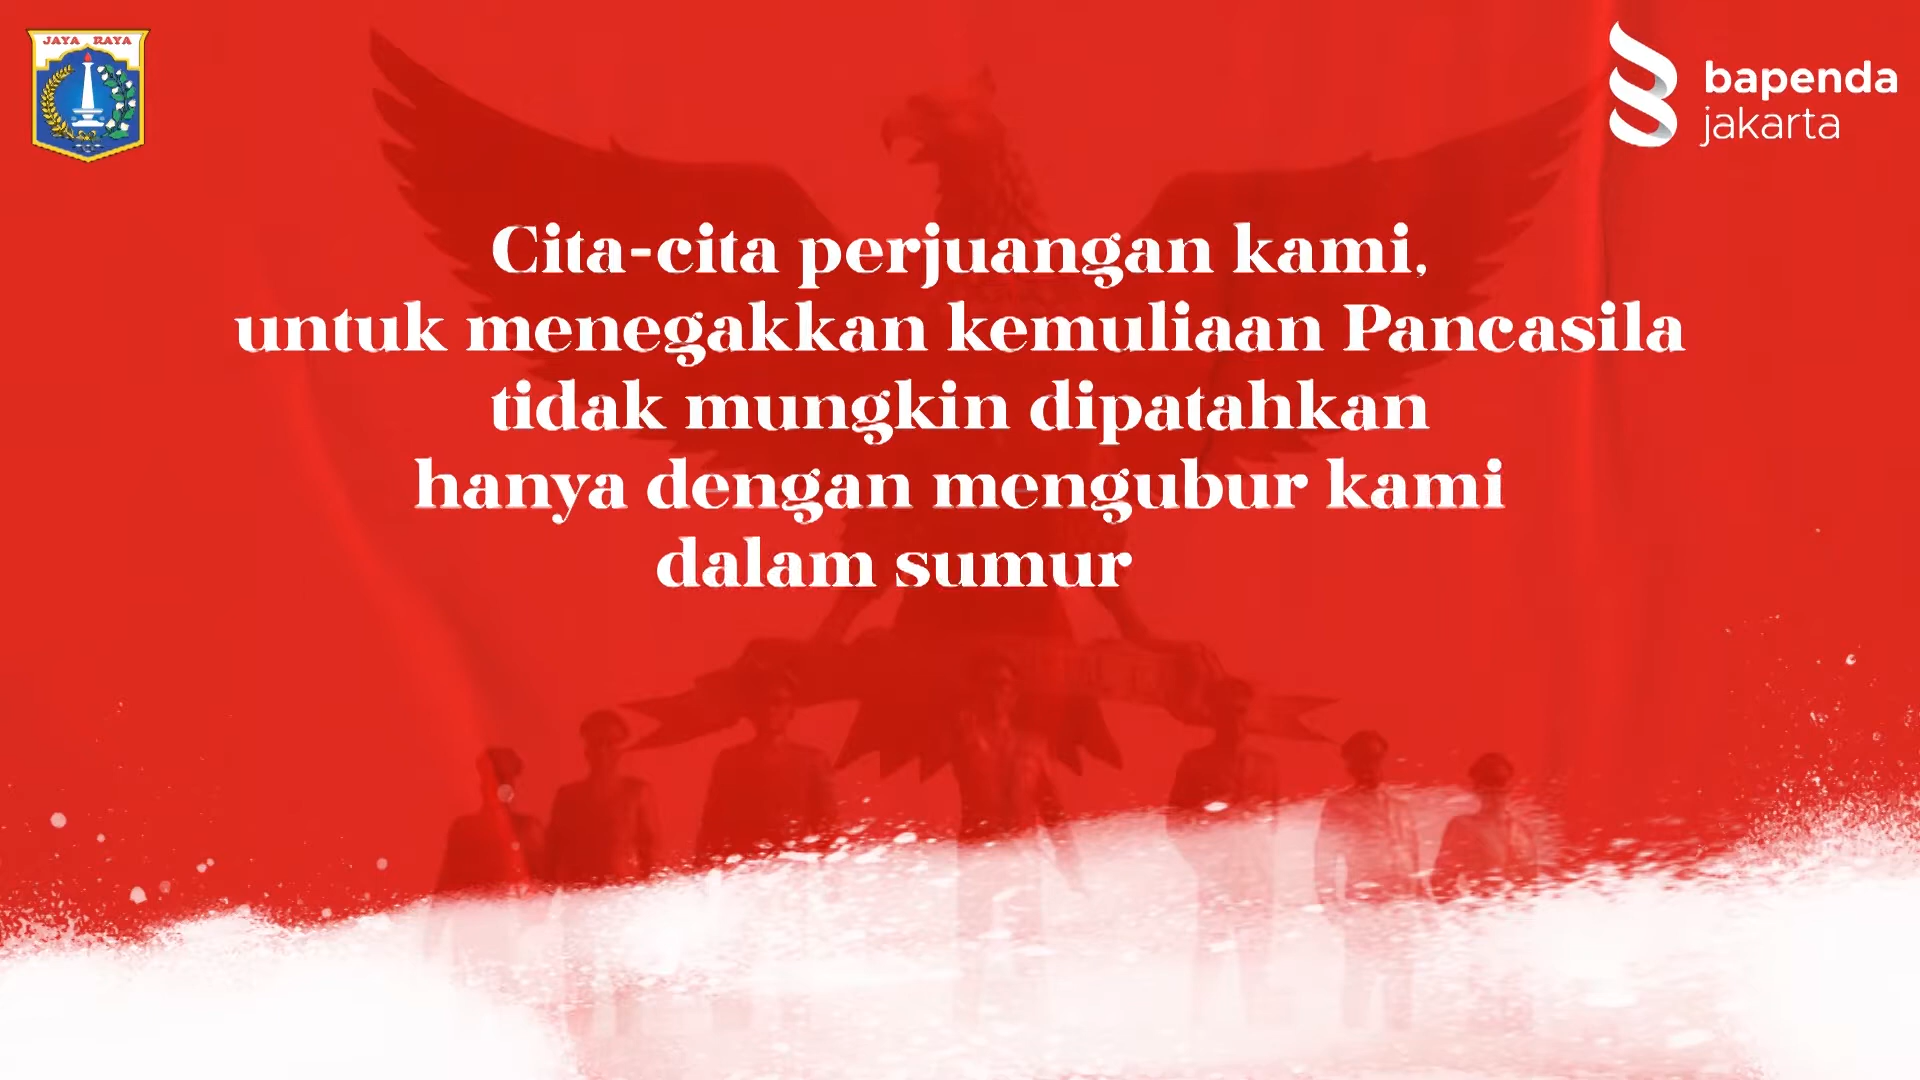 JAYA RAYA
bapenda
jakarta
Cita-cita perjuangan kami,
untuk menegakkan kemuliaan Pancasila
tidak mungkin dipatahkan
hanya dengan mengubur kami
dalam sumur